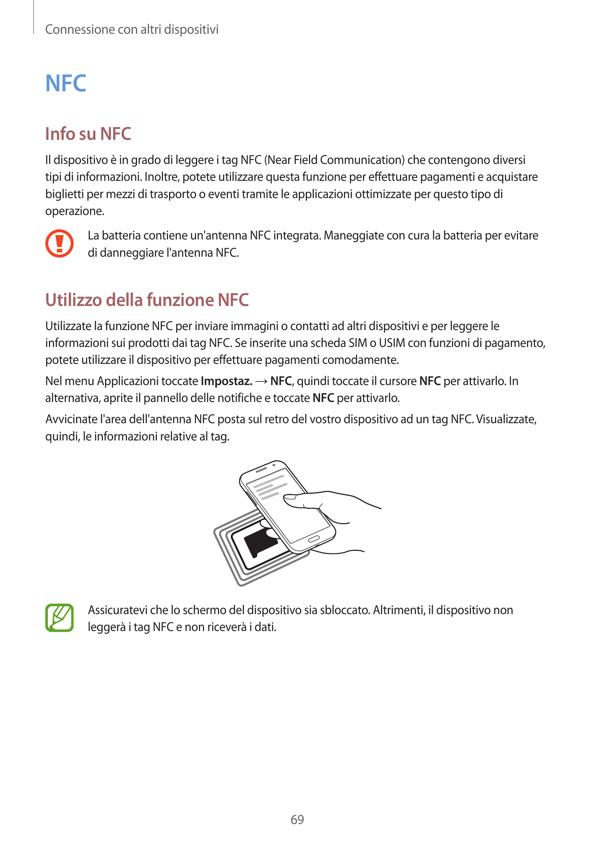 Connessione con altri dispositivi
NFC
Info su NFC
Il dispositivo è in grado di leggere i tag NFC (Near Field Communication) che contengono diversi
tipi di informazioni. Inoltre, potete utilizzare questa funzione per effettuare pagamenti e acquistare
biglietti per mezzi di trasporto o eventi tramite le applicazioni ottimizzate per questo tipo di
operazione.
La batteria contiene un'antenna NFC integrata. Maneggiate con cura la batteria per evitare
di danneggiare l'antenna NFC.
Utilizzo della funzione NFC
Utilizzate la funzione NFC per inviare immagini o contatti ad altri dispositivi e per leggere le
informazioni sui prodotti dai tag NFC. Se inserite una scheda SIM o USIM con funzioni di pagamento,
potete utilizzare il dispositivo per effettuare pagamenti comodamente.
Nel menu Applicazioni toccate Impostaz. → NFC, quindi toccate il cursore NFC per attivarlo. In
alternativa, aprite il pannello delle notifiche e toccate NFC per attivarlo.
Avvicinate l'area dell'antenna NFC posta sul retro del vostro dispositivo ad un tag NFC. Visualizzate,
quindi, le informazioni relative al tag.
Assicuratevi che lo schermo del dispositivo sia sbloccato. Altrimenti, il dispositivo non
leggerà i tag NFC e non riceverà i dati.
69